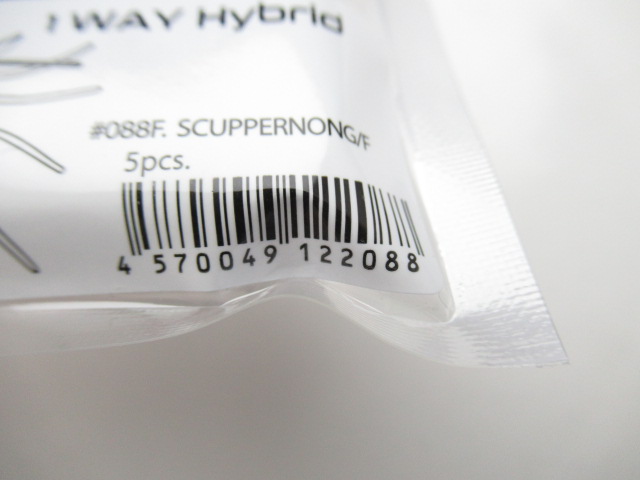 WAY Hybrid
#088F. SCUPPERNONG/F
5pcs.
4 570049 122088